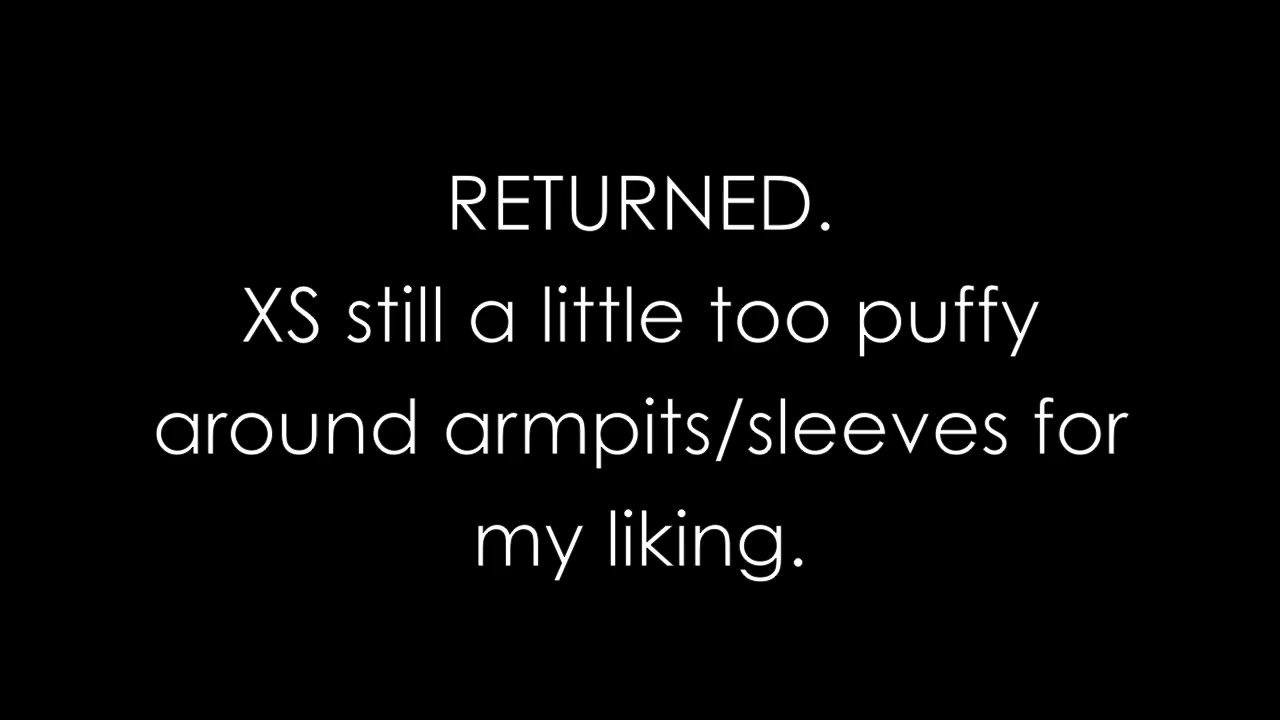 RETURNED.
XS still a little too puffy
around armpits/sleeves for
my liking.